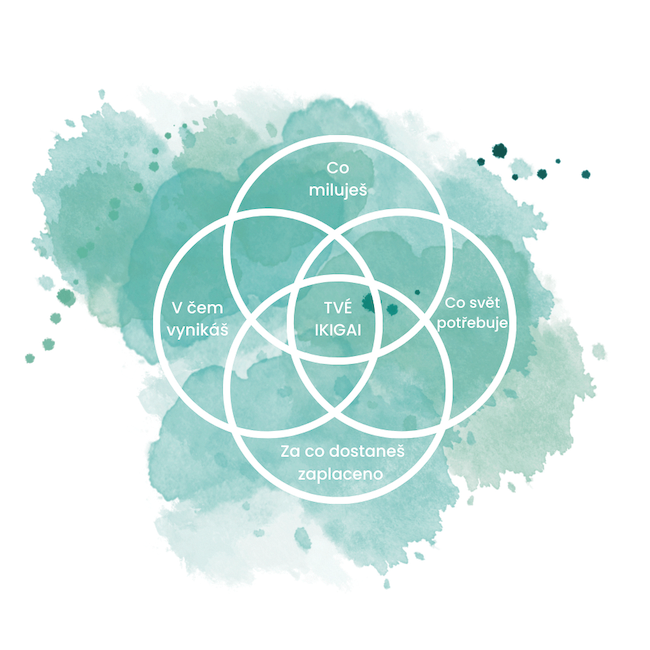 Co
miluješ
V čem
vynikáš
TVÉ
IKIGAI
Co svět
potřebuje
Za co dostaneš
zaplaceno